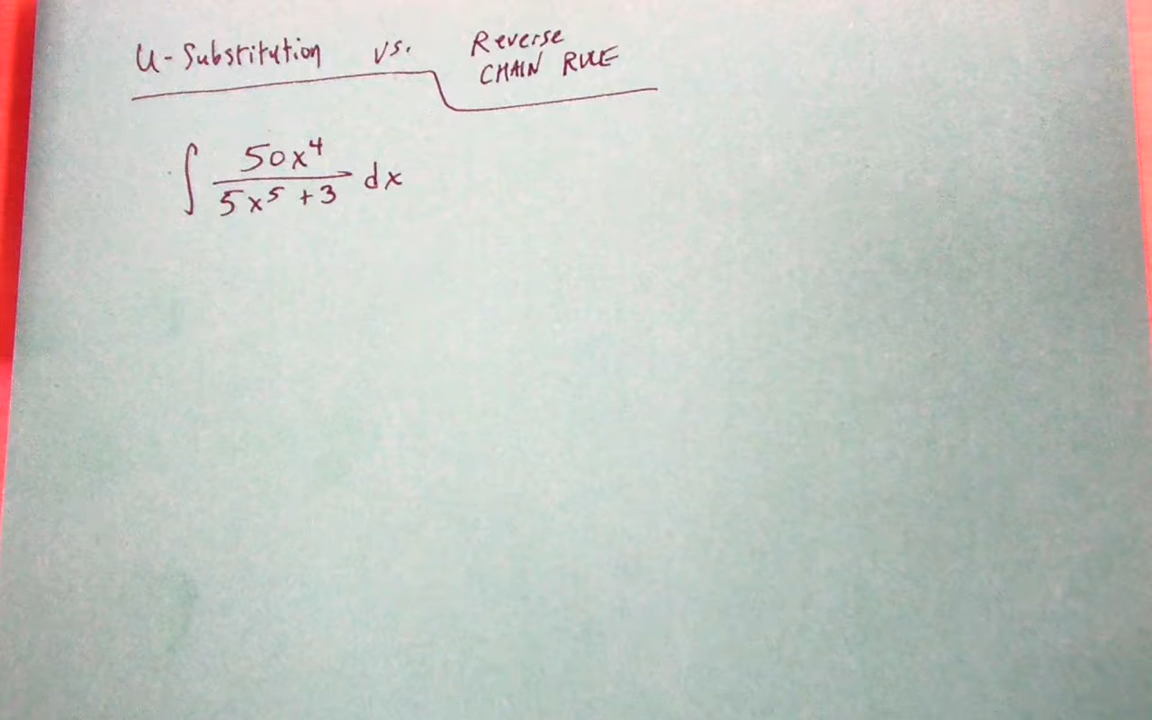 U-Substitution vs. Reverse CHAIN RULE
∫ 50x⁴ / 5x⁵ + 3 dx